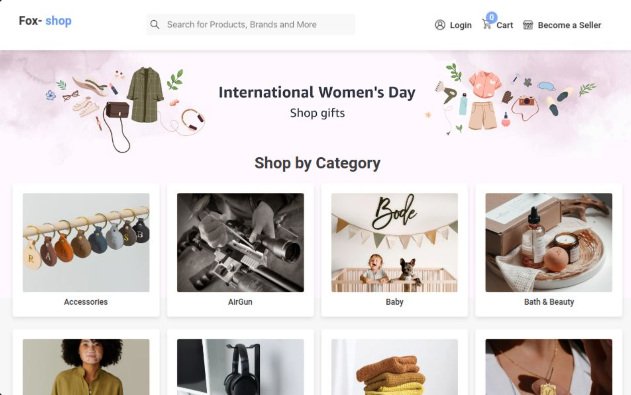 Fox- shop
Search for Products, Brands and More
Login
0
Cart
Become a Seller
International Women's Day
Shop gifts
Shop by Category
Bode
Accessories
AirGun
Baby
Bath & Beauty